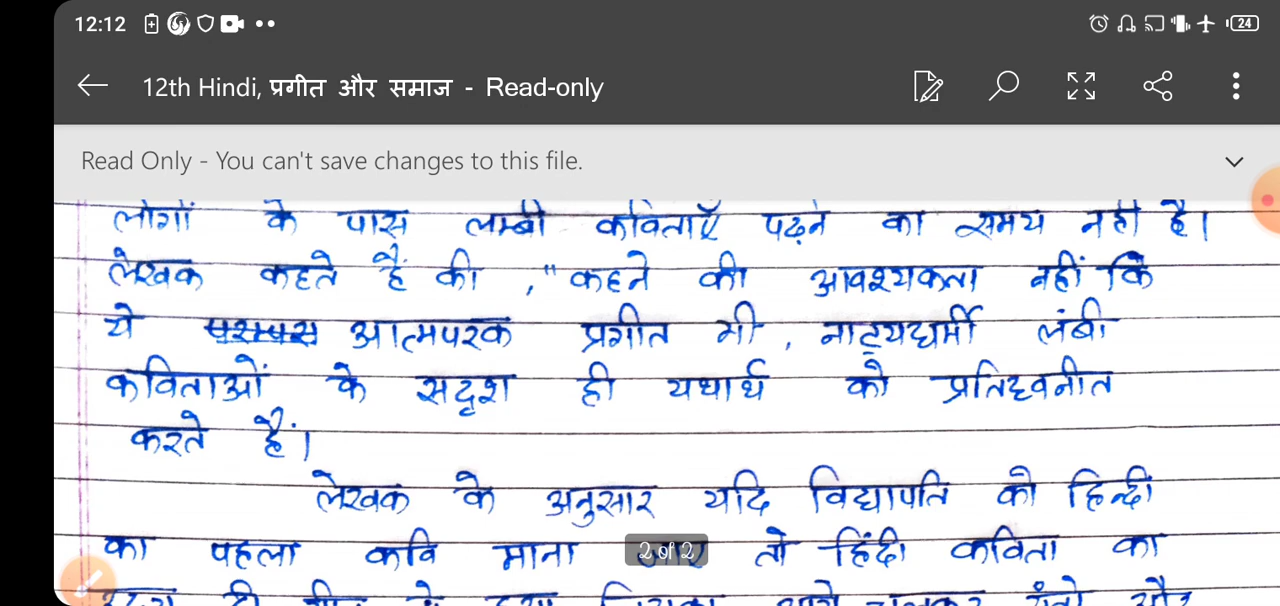 12:12 24
12th Hindi, प्रगीत और समाज - Read-only
Read Only - You can't save changes to this file.
लोगों के पास लम्बी कविताएँ पढ़ने का समय नहीं है।
लेखक कहते हैं की , "कहने की आवश्यकता नहीं कि
ये आत्मपरक प्रगीत भी, नाट्यधर्मी लंबी
कविताओं के सदृश ही यथार्थ को प्रतिध्वनीत
करते हैं।
लेखक के अनुसार यदि विद्यापति को हिन्दी
का पहला कवि माना तो हिंदी कविता का
2 of 2